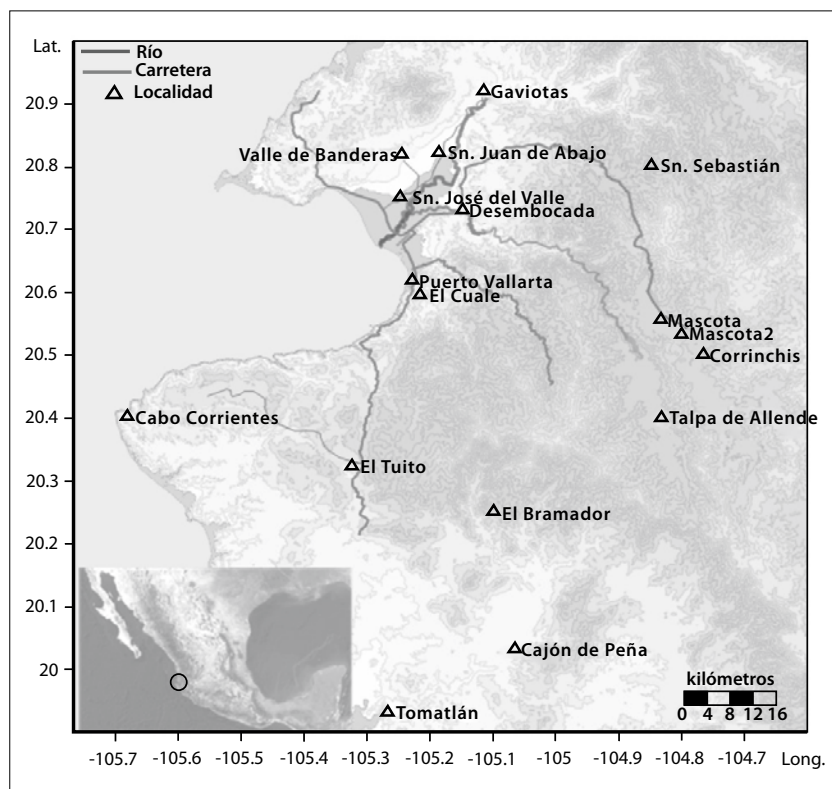 Lat.
Río
Carretera
Localidad
20.9
20.8
20.7
20.6
20.5
20.4
20.3
20.2
20.1
20
Gaviotas
Valle de Banderas
Sn. Juan de Abajo
Sn. Sebastián
Sn. José del Valle
Desembocada
Puerto Vallarta
El Cuale
Mascota
Mascota2
Corrinchis
Cabo Corrientes
Talpa de Allende
El Tuito
El Bramador
Cajón de Peña
Tomatlán
kilómetros
0 4 8 12 16
-105.7 -105.6 -105.5 -105.4 -105.3 -105.2 -105.1 -105 -104.9 -104.8 -104.7 Long.